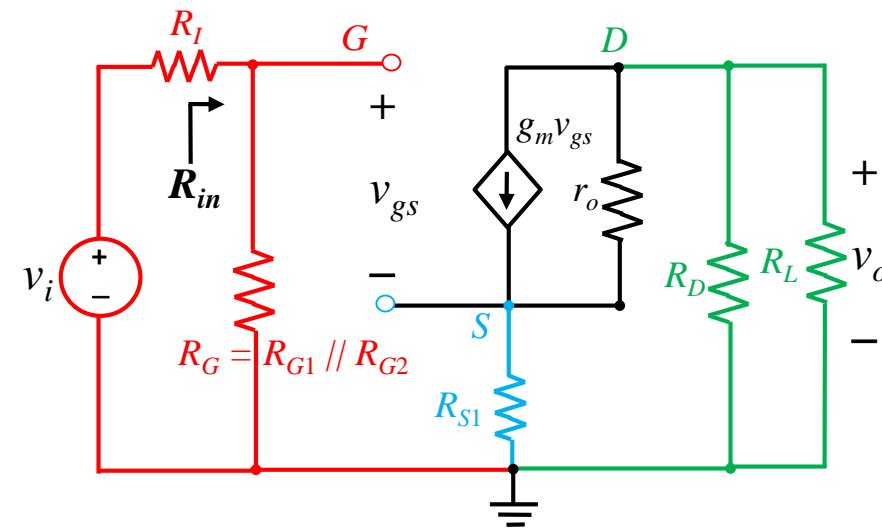 R_I
G
D
+
g_m v_gs
R_in
v_gs
r_o
+
+
v_i
−
−
R_D
R_L
v_o
S
−
R_G = R_G1 // R_G2
R_S1